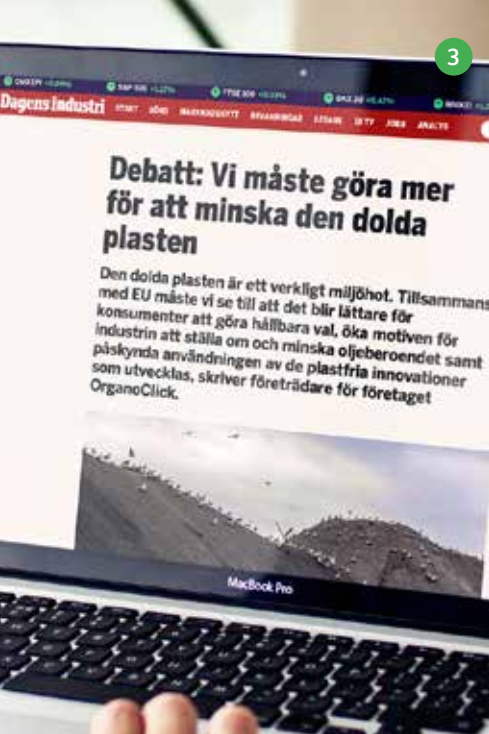 3
Dagens Industri START BÖRS
Debatt: Vi måste göra mer
för att minska den dolda
plasten
Den dolda plasten är ett verkligt miljöhot. Tillsammans
med EU måste vi se till att det blir lättare för
konsumenter att göra hållbara val, öka motiven för
industrin att ställa om och minska oljeberoendet samt
påskynda användningen av de plastfria innovationer
som utvecklas, skriver företrädare för företaget
OrganoClick.
MacBook Pro